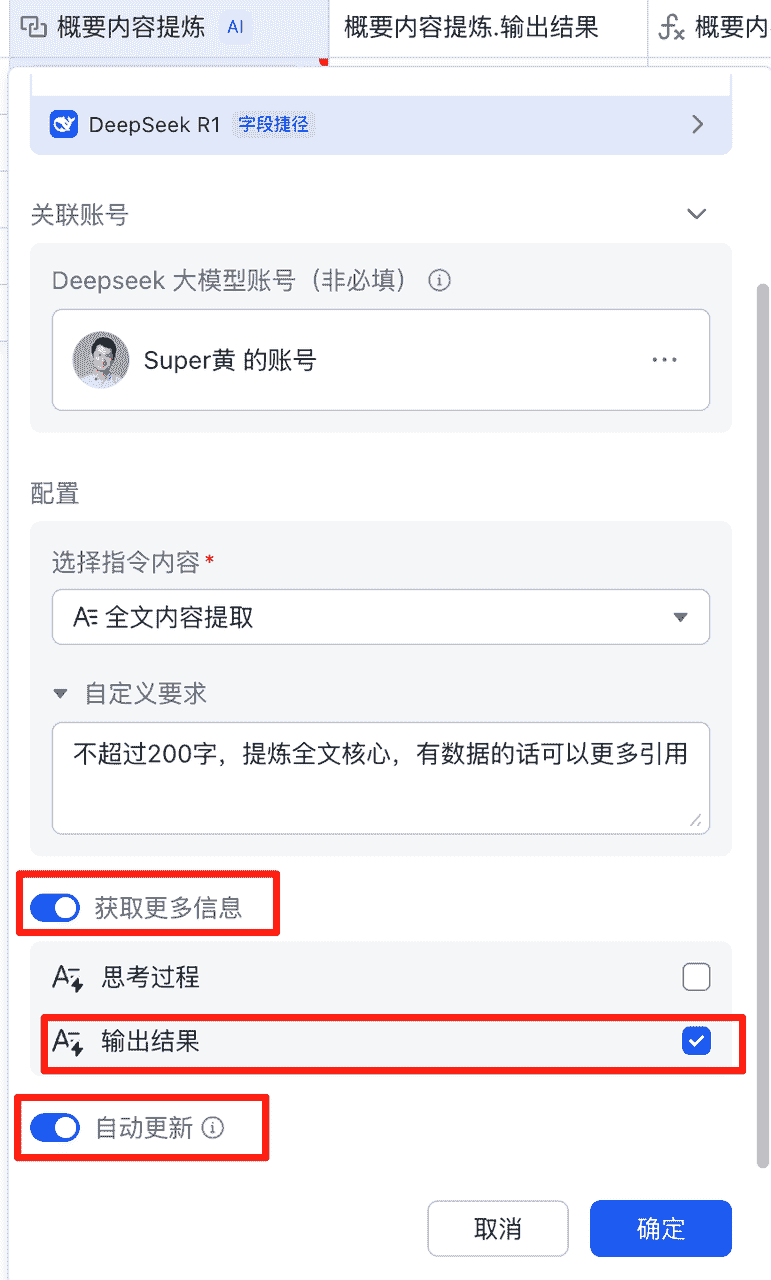 概要内容提炼 AI 概要内容提炼.输出结果 fx 概要内
DeepSeek R1 字段捷径
关联账号
Deepseek 大模型账号（非必填）
Super黄 的账号
配置
选择指令内容*
全文内容提取
自定义要求
不超过200字，提炼全文核心，有数据的话可以更多引用
获取更多信息
思考过程
输出结果
自动更新
取消 确定